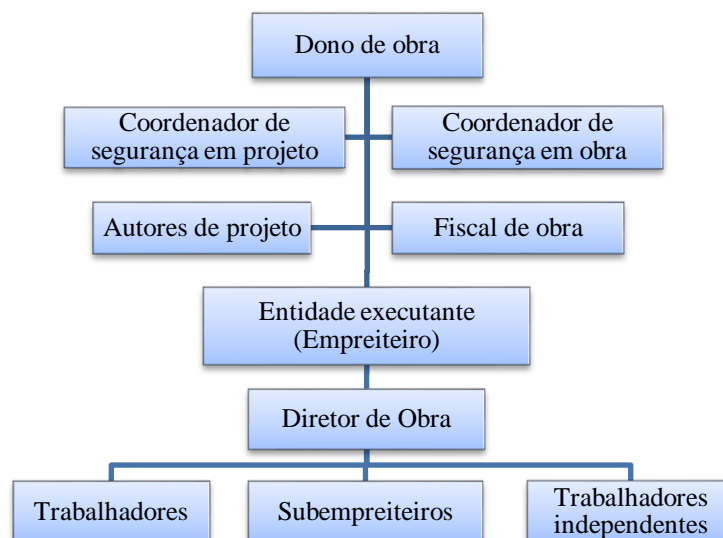 Dono de obra
Coordenador de
segurança em projeto
Coordenador de
segurança em obra
Autores de projeto
Fiscal de obra
Entidade executante
(Empreiteiro)
Diretor de Obra
Trabalhadores
Subempreiteiros
Trabalhadores
independentes